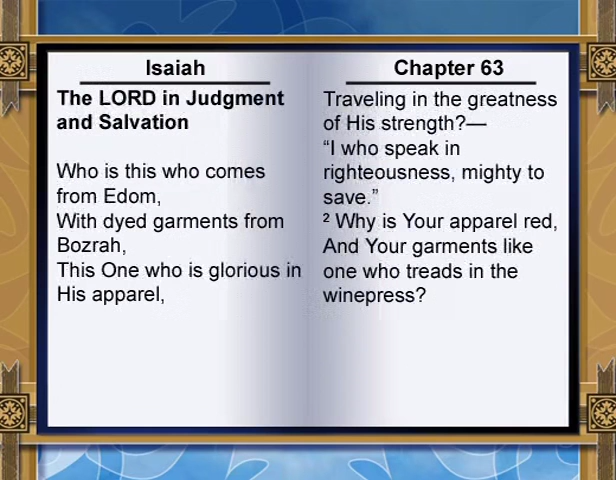 Isaiah
The LORD in Judgment
and Salvation
Who is this who comes
from Edom,
With dyed garments from
Bozrah,
This One who is glorious in
His apparel,
Chapter 63
Traveling in the greatness
of His strength?—
“I who speak in
righteousness, mighty to
save.”
² Why is Your apparel red,
And Your garments like
one who treads in the
winepress?